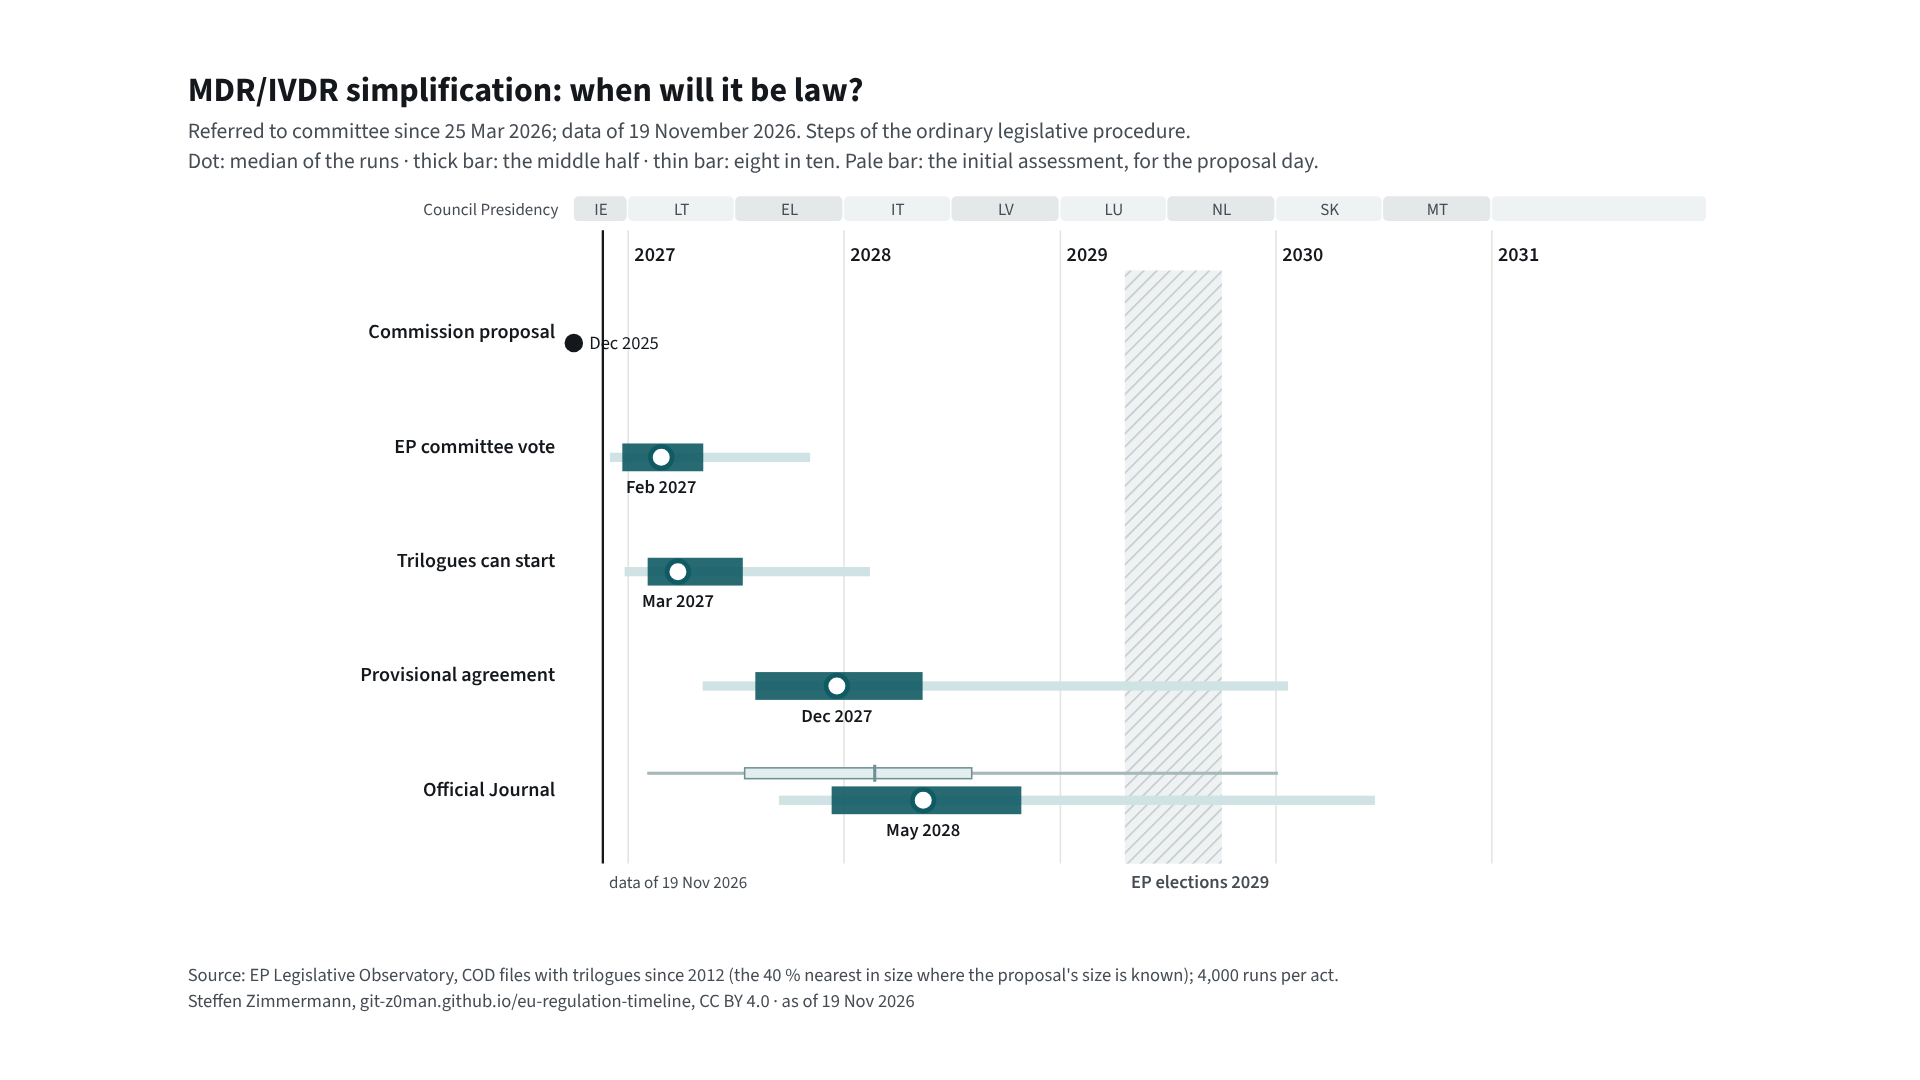 MDR/IVDR simplification: when will it be law?
Referred to committee since 25 Mar 2026; data of 19 November 2026. Steps of the ordinary legislative procedure.
Dot: median of the runs · thick bar: the middle half · thin bar: eight in ten. Pale bar: the initial assessment, for the proposal day.
Council Presidency IE LT EL IT LV LU NL SK MT
2027 2028 2029 2030 2031
Commission proposal
Dec 2025
EP committee vote
Feb 2027
Trilogues can start
Mar 2027
Provisional agreement
Dec 2027
Official Journal
May 2028
data of 19 Nov 2026 EP elections 2029
Source: EP Legislative Observatory, COD files with trilogues since 2012 (the 40 % nearest in size where the proposal's size is known); 4,000 runs per act.
Steffen Zimmermann, git-z0man.github.io/eu-regulation-timeline, CC BY 4.0 · as of 19 Nov 2026